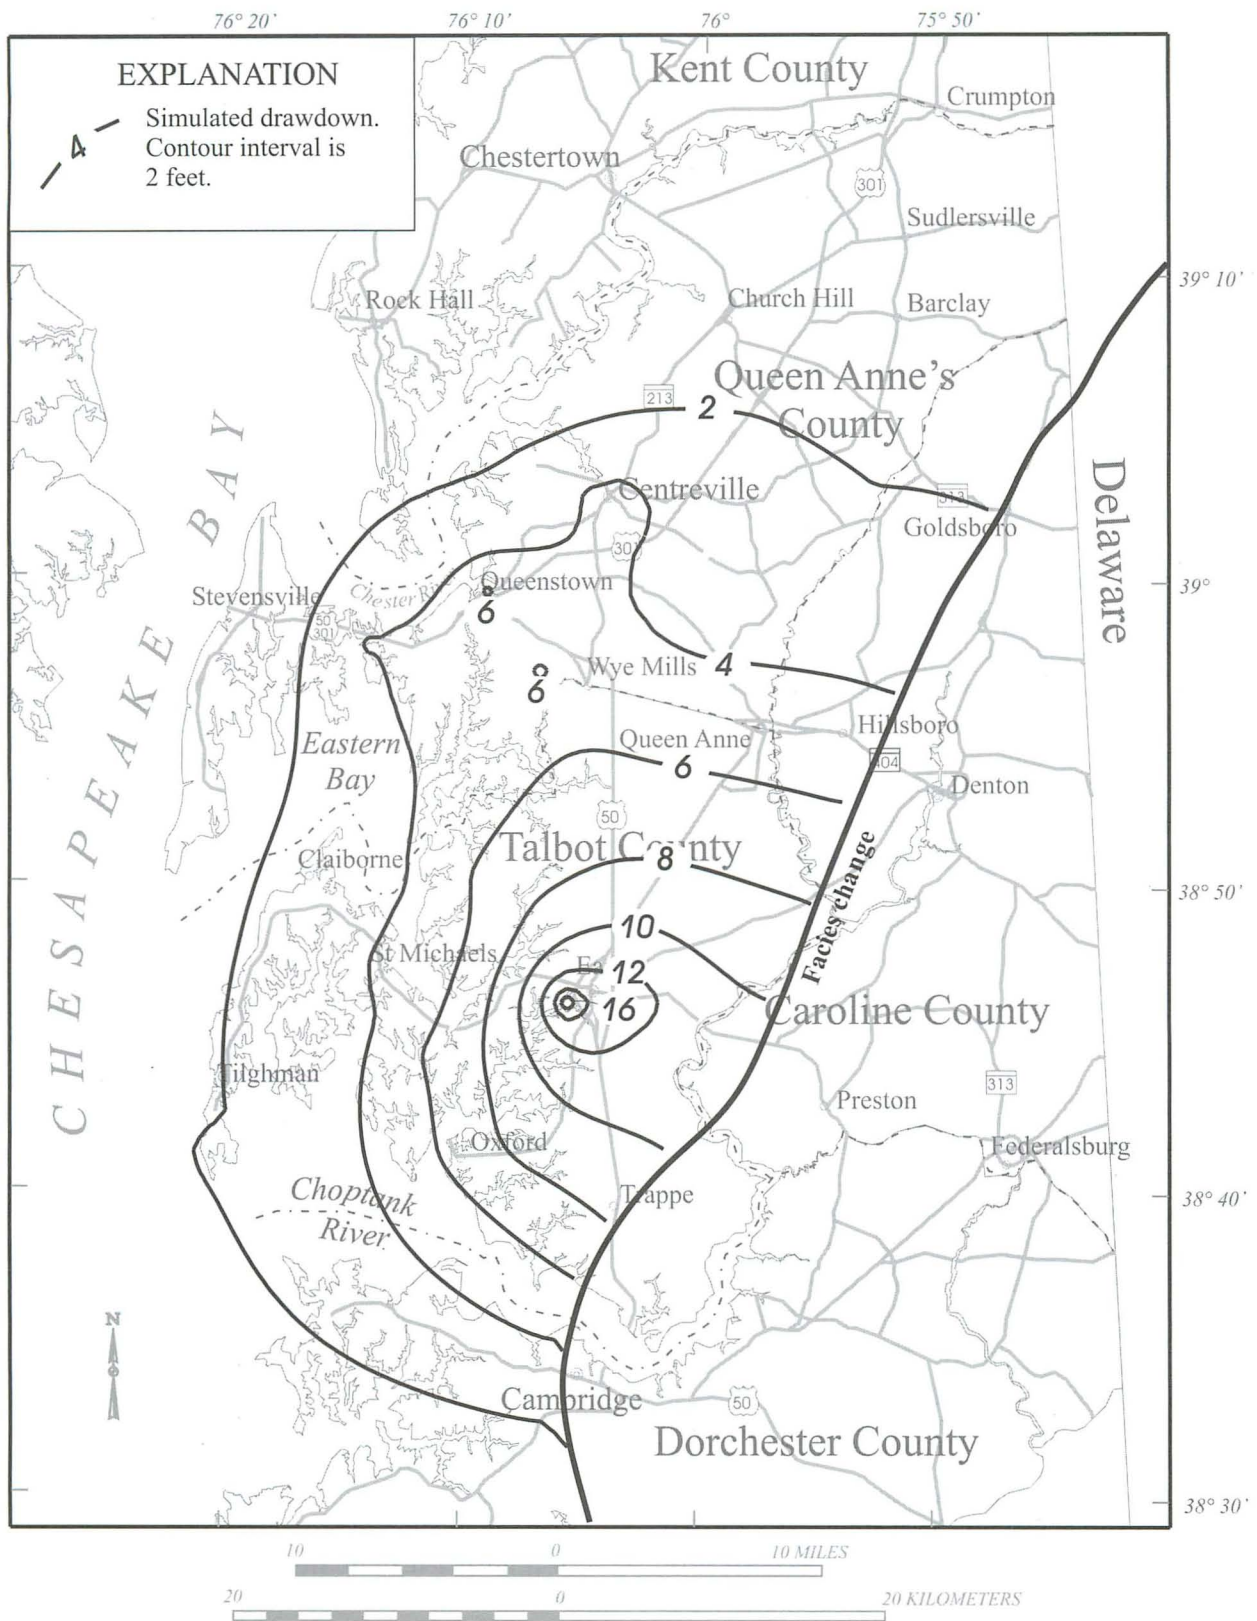 76° 20'
76° 10'
76°
75° 50'
EXPLANATION
4
Simulated drawdown.
Contour interval is
2 feet.
Kent County
Crumpton
Chestertown
301
Sudlersville
39° 10'
Rock Hall
Church Hill
Barclay
Queen Anne's
County
213
2
CHESAPEAKE BAY
Delaware
Centreville
313
Goldsboro
301
Queenstown
39°
Stevensville
Chester
6
50
301
Wye Mills
4
6
Hillsboro
Eastern
Bay
Queen Anne
6
404
Denton
50
Talbot County
8
Claiborne
38° 50'
Facies change
10
St Michaels
Ea
12
16
Caroline County
Tilghman
313
Preston
Oxford
Federalsburg
Choptank
River
Trappe
38° 40'
N
Cambridge
50
Dorchester County
38° 30'
10
0
10 MILES
20
0
20 KILOMETERS